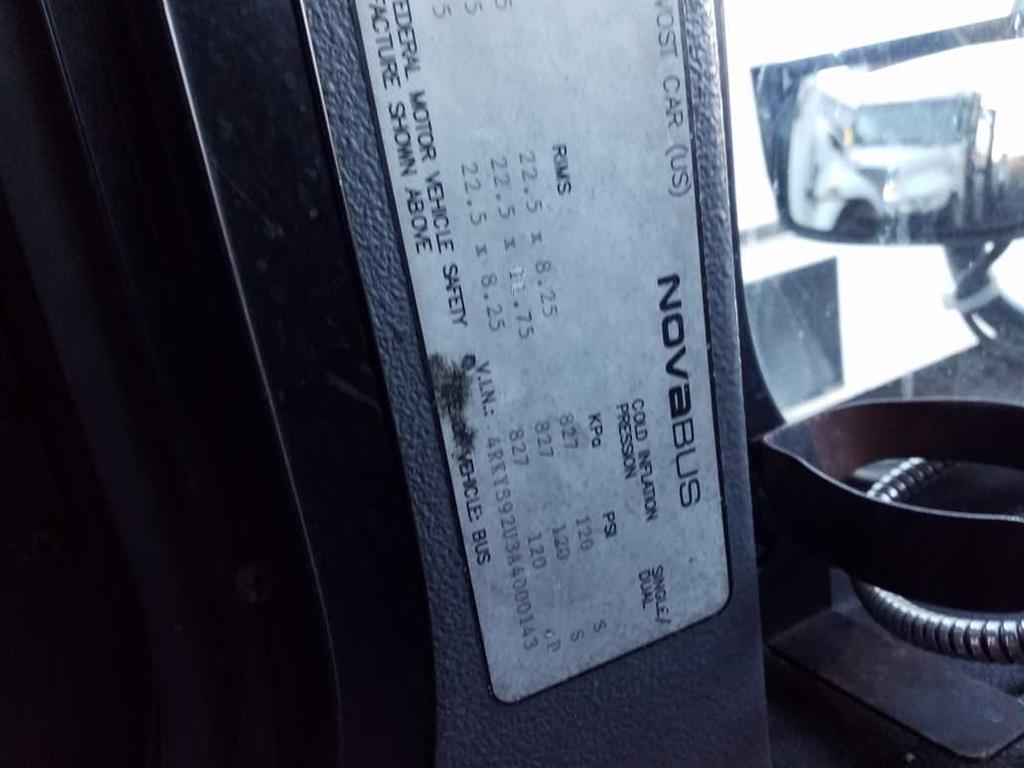 VOST CAR (US)
NOVaBUS
RIMS
COLD INFLATION
PRESSION
SINGLE/
DUAL
KPa PSI
22.5 x 8.25 827 120 S
22.5 x 11.75 827 120 S
22.5 x 8.25 827 120
FEDERAL MOTOR VEHICLE SAFETY
FACTURE SHOWN ABOVE
V.I.N.: 4RKYS92U3A4000143
VEHICLE: BUS